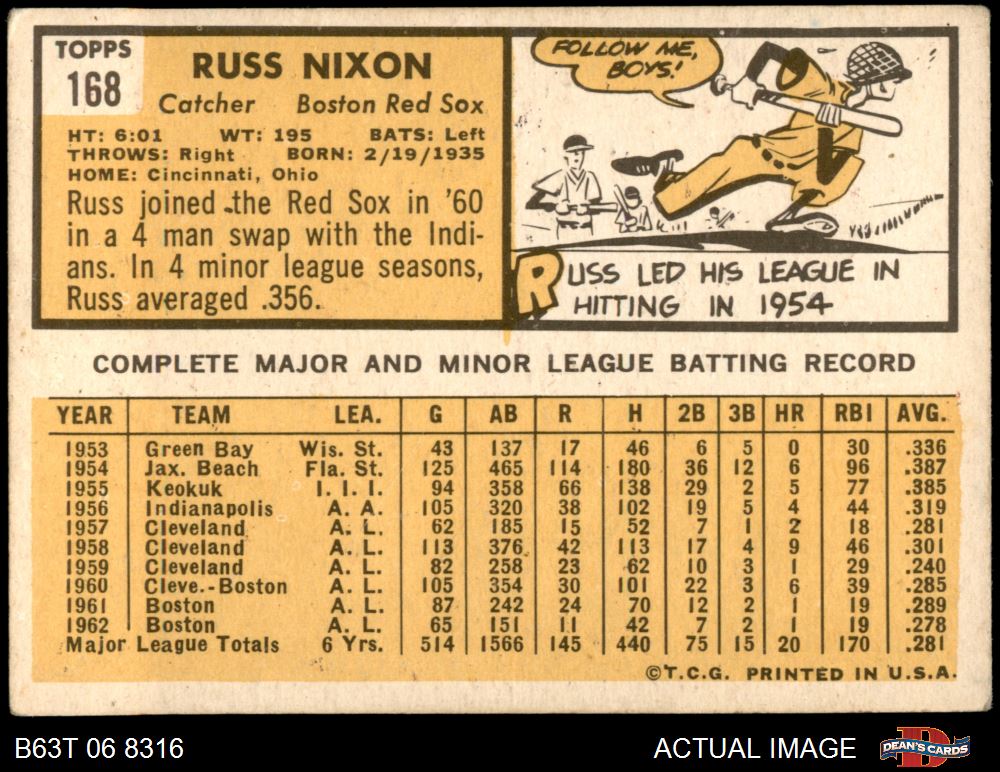 TOPPS
168
RUSS NIXON
Catcher Boston Red Sox
HT: 6:01 WT: 195 BATS: Left
THROWS: Right BORN: 2/19/1935
HOME: Cincinnati, Ohio
Russ joined the Red Sox in '60
in a 4 man swap with the Indi-
ans. In 4 minor league seasons,
Russ averaged .356.
FOLLOW ME,
BOYS!
RUSS LED HIS LEAGUE IN
HITTING IN 1954
COMPLETE MAJOR AND MINOR LEAGUE BATTING RECORD
YEAR TEAM LEA. G AB R H 2B 3B HR RBI AVG.
1953 Green Bay Wis. St. 43 137 17 46 6 5 0 30 .336
1954 Jax. Beach Fla. St. 125 465 114 180 36 12 6 96 .387
1955 Keokuk I. I. I. 94 358 66 138 29 2 5 77 .385
1956 Indianapolis A. A. 105 320 38 102 19 5 4 44 .319
1957 Cleveland A. L. 62 185 15 52 7 1 2 18 .281
1958 Cleveland A. L. 113 376 42 113 17 4 9 46 .301
1959 Cleveland A. L. 82 258 23 62 10 3 1 29 .240
1960 Cleve.-Boston A. L. 105 354 30 101 22 3 6 39 .285
1961 Boston A. L. 87 242 24 70 12 2 1 19 .289
1962 Boston A. L. 65 151 11 42 7 2 1 19 .278
Major League Totals 6 Yrs. 514 1566 145 440 75 15 20 170 .281
©T.C.G. PRINTED IN U.S.A.
B63T 06 8316 ACTUAL IMAGE DEAN'S CARDS